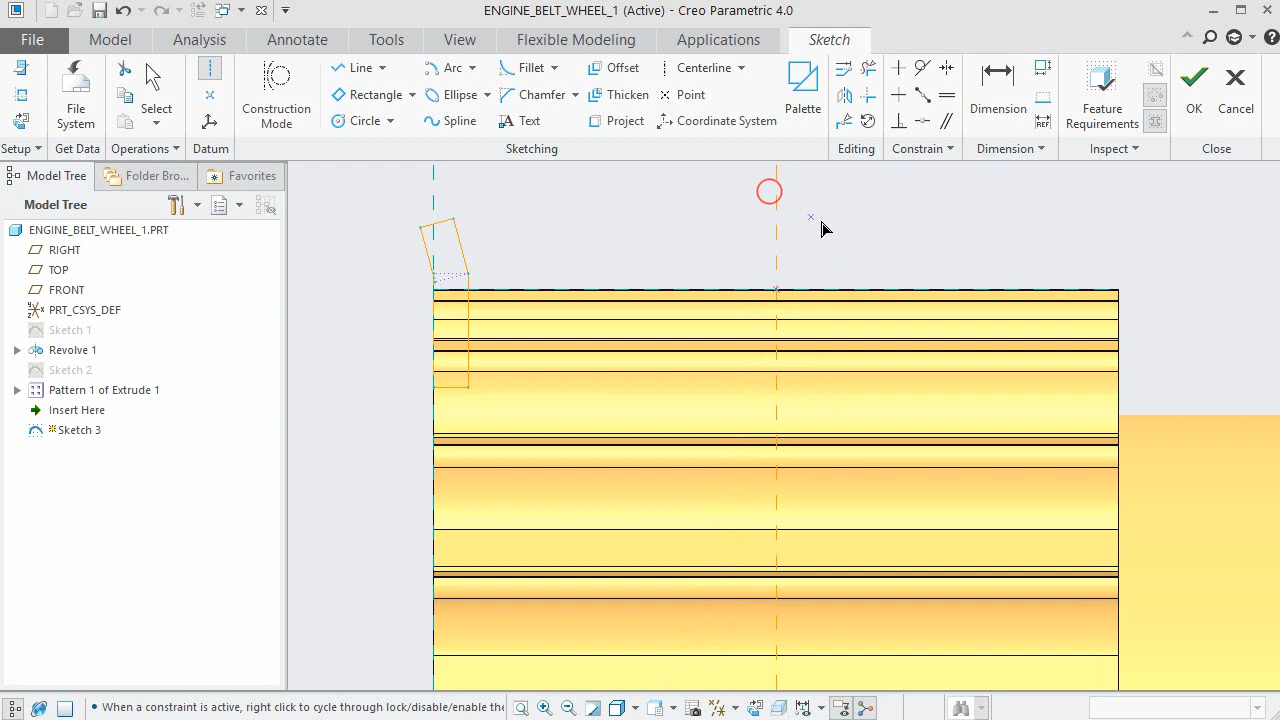 ENGINE_BELT_WHEEL_1 (Active) - Creo Parametric 4.0
File Model Analysis Annotate Tools View Flexible Modeling Applications Sketch
Line Arc Fillet Offset Centerline
Rectangle Ellipse Chamfer Thicken Point
Circle Spline Text Project Coordinate System
File System
Select
Construction Mode
Palette
Dimension
Feature Requirements
OK Cancel
Setup Get Data Operations Datum Sketching Editing Constrain Dimension Inspect Close
Model Tree Folder Bro... Favorites
Model Tree
ENGINE_BELT_WHEEL_1.PRT
RIGHT
TOP
FRONT
PRT_CSYS_DEF
Sketch 1
Revolve 1
Sketch 2
Pattern 1 of Extrude 1
Insert Here
Sketch 3
• When a constraint is active, right click to cycle through lock/disable/enable the